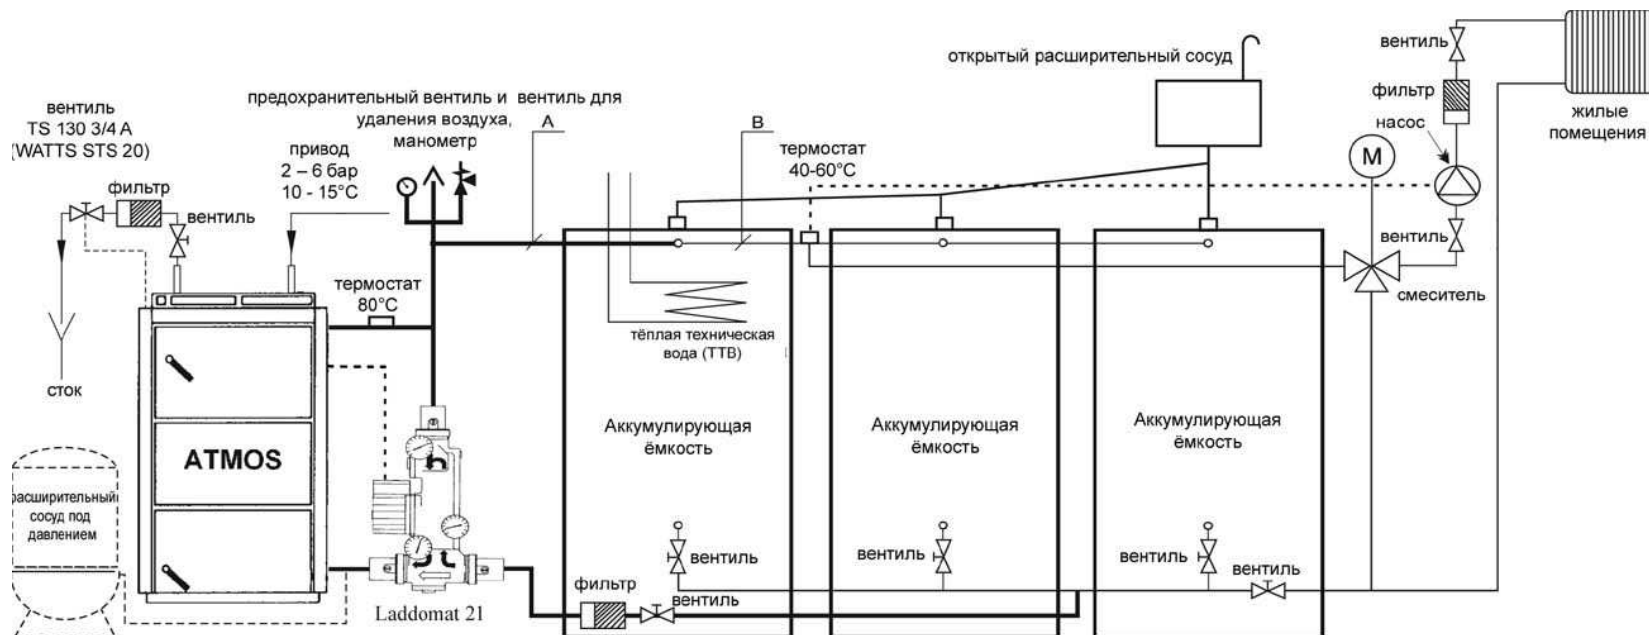 вентиль
TS 130 3/4 A
(WATTS STS 20)
фильтр
вентиль
сток
привод
2 – 6 бар
10 - 15°C
предохранительный вентиль и вентиль для
удаления воздуха,
манометр
A
B
термостат
80°C
термостат
40-60°C
открытый расширительный сосуд
вентиль
фильтр
насос
M
жилые
помещения
вентиль
смеситель
тёплая техническая
вода (ТТВ)
ATMOS
Аккумулирующая
ёмкость
Аккумулирующая
ёмкость
Аккумулирующая
ёмкость
расширительный
сосуд под
давлением
Laddomat 21
фильтр
вентиль
вентиль
вентиль
вентиль
вентиль